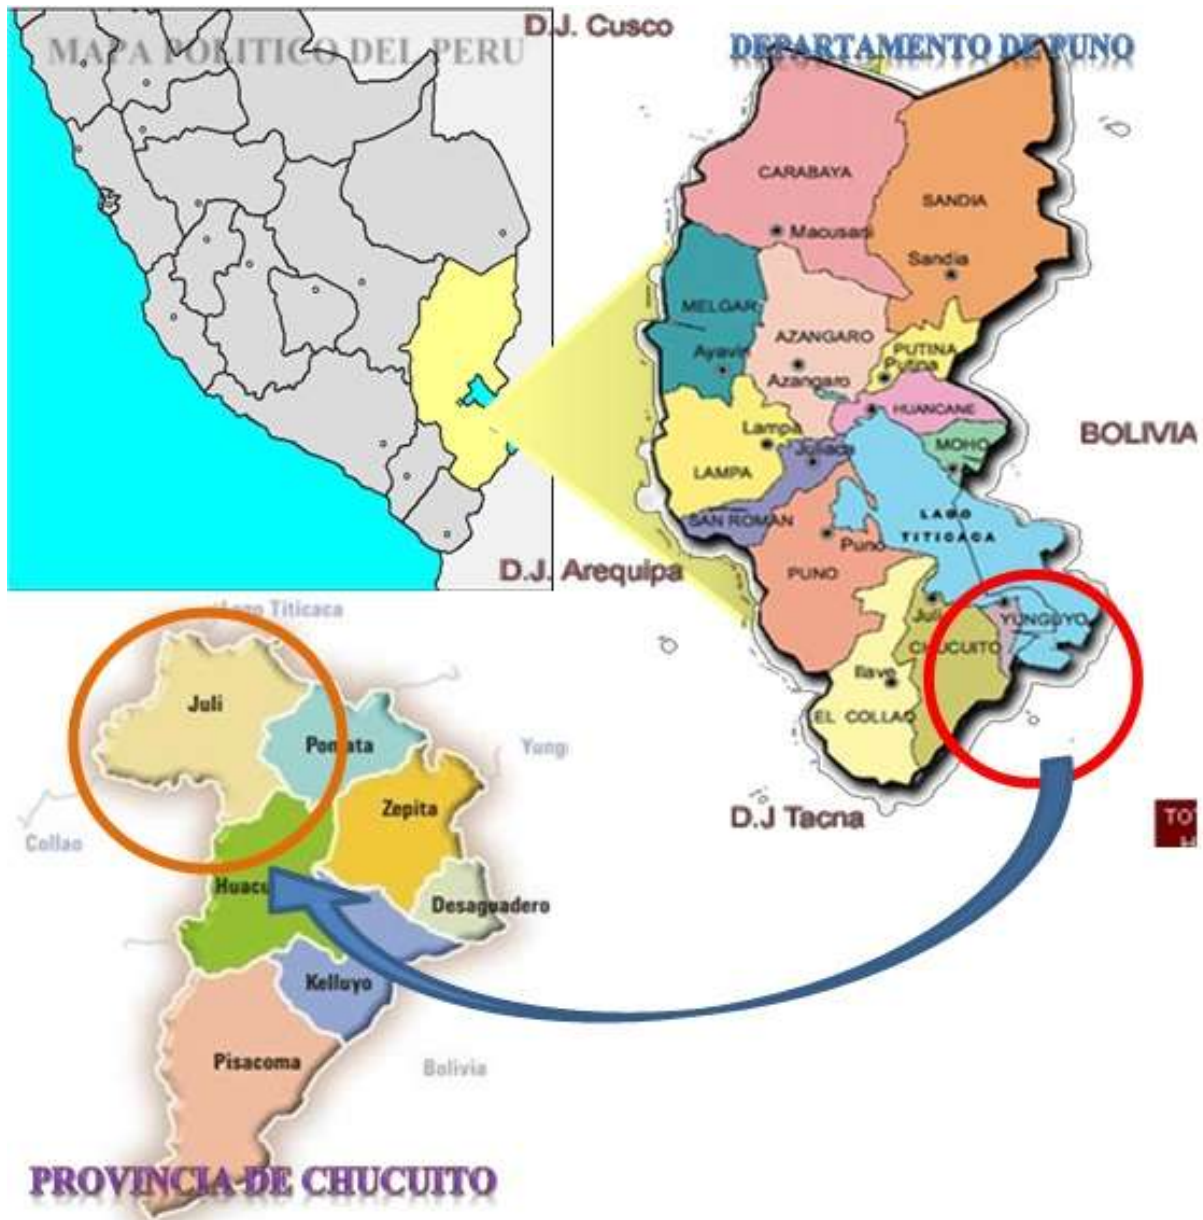 D.J. Cusco
MAPA POLITICO DEL PERU
DEPARTAMENTO DE PUNO
CARABAYA
SANDIA
Macusani
Sandia
MELGAR
AZANGARO
PUTINA
Ayaviri
Putina
Azangaro
HUANCANE
Lampa
MOHO
BOLIVIA
Juliaca
LAMPA
LAGO
TITICACA
SAN ROMAN
Puno
D.J. Arequipa
PUNO
Lago Titicaca
Juli
YUNGUYO
CHUCUITO
Ilave
Juli
EL COLLAO
Pomata
Yung
Zepita
D.J Tacna
TO
Collao
Huacu
Desaguadero
Kelluyo
Pisacoma
Bolivia
PROVINCIA DE CHUCUITO